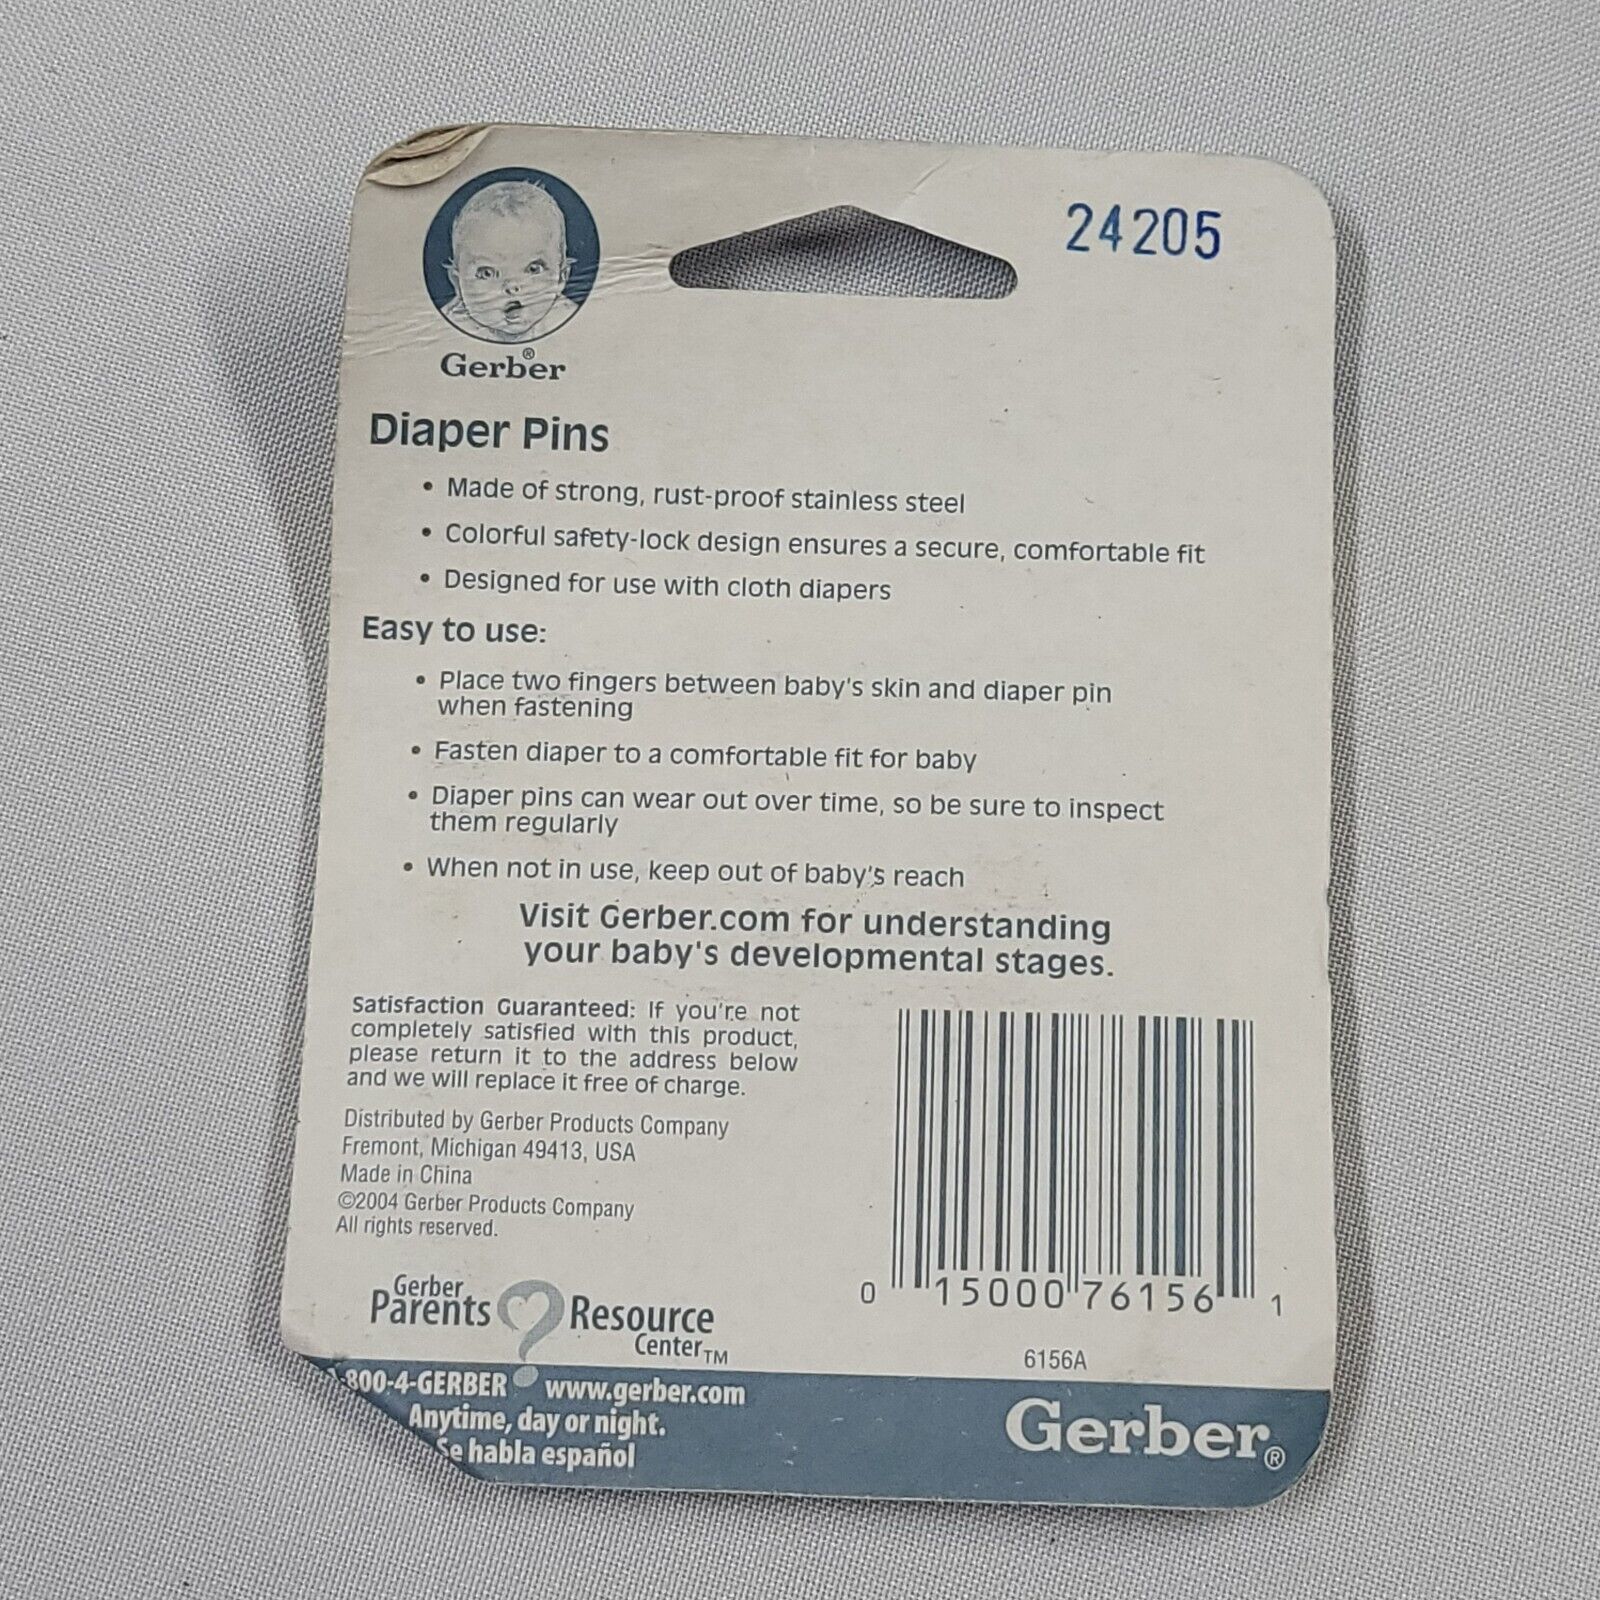 24205
Gerber®
Diaper Pins
• Made of strong, rust-proof stainless steel
• Colorful safety-lock design ensures a secure, comfortable fit
• Designed for use with cloth diapers
Easy to use:
• Place two fingers between baby's skin and diaper pin
when fastening
• Fasten diaper to a comfortable fit for baby
• Diaper pins can wear out over time, so be sure to inspect
them regularly
• When not in use, keep out of baby's reach
Visit Gerber.com for understanding
your baby's developmental stages.
Satisfaction Guaranteed: If you're not
completely satisfied with this product,
please return it to the address below
and we will replace it free of charge.
Distributed by Gerber Products Company
Fremont, Michigan 49413, USA
Made in China
©2004 Gerber Products Company
All rights reserved.
0 15000 76156 1
6156A
Gerber
Parents Resource
Center™
-800-4-GERBER www.gerber.com
Anytime, day or night.
Se habla español
Gerber®